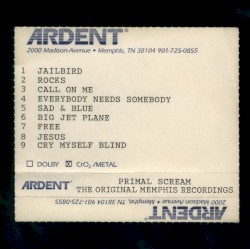 ARDENT
2000 Madison Avenue • Memphis, TN 38104 901-725-0855
1 JAILBIRD
2 ROCKS
3 CALL ON ME
4 EVERYBODY NEEDS SOMEBODY
5 SAD & BLUE
6 BIG JET PLANE
7 FREE
8 JESUS
9 CRY MYSELF BLIND
DOLBY CrO2/METAL
ARDENT PRIMAL SCREAM
THE ORIGINAL MEMPHIS RECORDINGS
2000 Madison Avenue • Memphis, TN 38104 901-725-0855
ARDENT